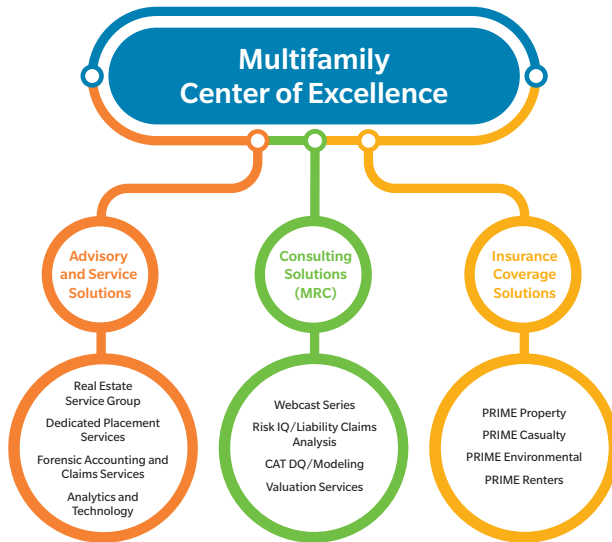 Multifamily
Center of Excellence
Advisory
and Service
Solutions
Consulting
Solutions
(MRC)
Insurance
Coverage
Solutions
Real Estate
Service Group
Dedicated Placement
Services
Forensic Accounting and
Claims Services
Analytics and
Technology
Webcast Series
Risk IQ/Liability Claims
Analysis
CAT DQ/Modeling
Valuation Services
PRIME Property
PRIME Casualty
PRIME Environmental
PRIME Renters